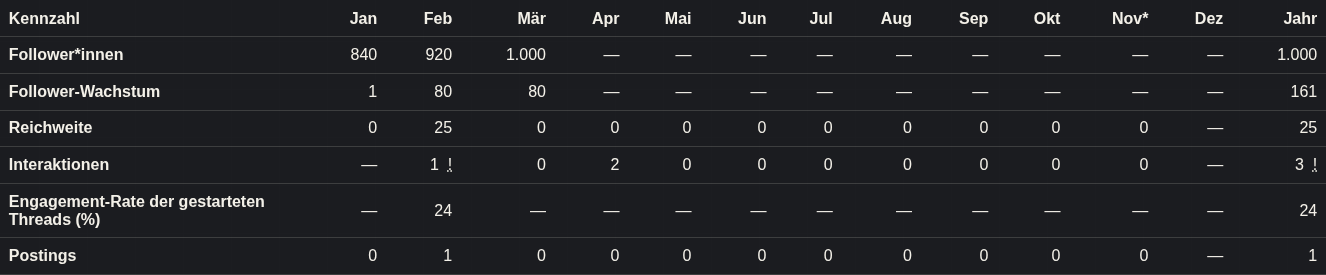 Kennzahl Jan Feb Mär Apr Mai Jun Jul Aug Sep Okt Nov* Dez Jahr
Follower*innen 840 920 1.000 — — — — — — — — — 1.000
Follower-Wachstum 1 80 80 — — — — — — — — — 161
Reichweite 0 25 0 0 0 0 0 0 0 0 0 — 25
Interaktionen — 1 ! 0 2 0 0 0 0 0 0 0 — 3 !
Engagement-Rate der gestarteten
Threads (%) — 24 — — — — — — — — — — 24
Postings 0 1 0 0 0 0 0 0 0 0 0 — 1